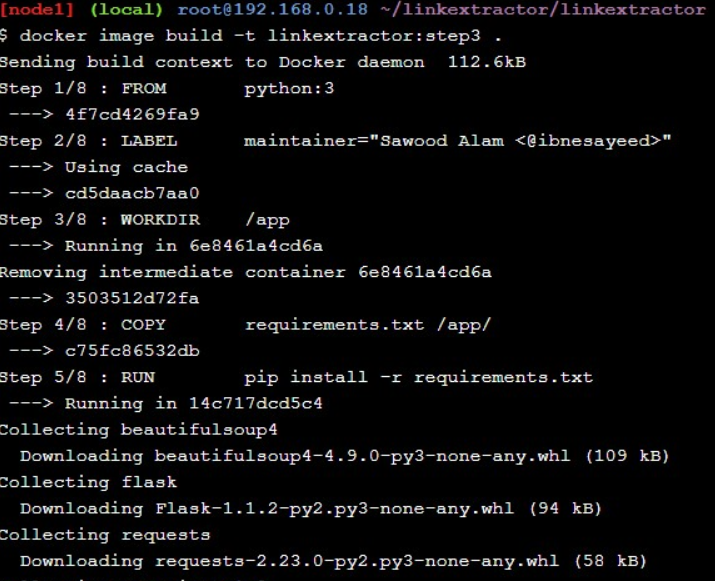 [node1] (local) root@192.168.0.18 ~/linkextractor/linkextractor
$ docker image build -t linkextractor:step3 .
Sending build context to Docker daemon  112.6kB
Step 1/8 : FROM       python:3
 ---> 4f7cd4269fa9
Step 2/8 : LABEL      maintainer="Sawood Alam <@ibnesayeed>"
 ---> Using cache
 ---> cd5daacb7aa0
Step 3/8 : WORKDIR    /app
 ---> Running in 6e8461a4cd6a
Removing intermediate container 6e8461a4cd6a
 ---> 3503512d72fa
Step 4/8 : COPY       requirements.txt /app/
 ---> c75fc86532db
Step 5/8 : RUN        pip install -r requirements.txt
 ---> Running in 14c717dcd5c4
Collecting beautifulsoup4
  Downloading beautifulsoup4-4.9.0-py3-none-any.whl (109 kB)
Collecting flask
  Downloading Flask-1.1.2-py2.py3-none-any.whl (94 kB)
Collecting requests
  Downloading requests-2.23.0-py2.py3-none-any.whl (58 kB)